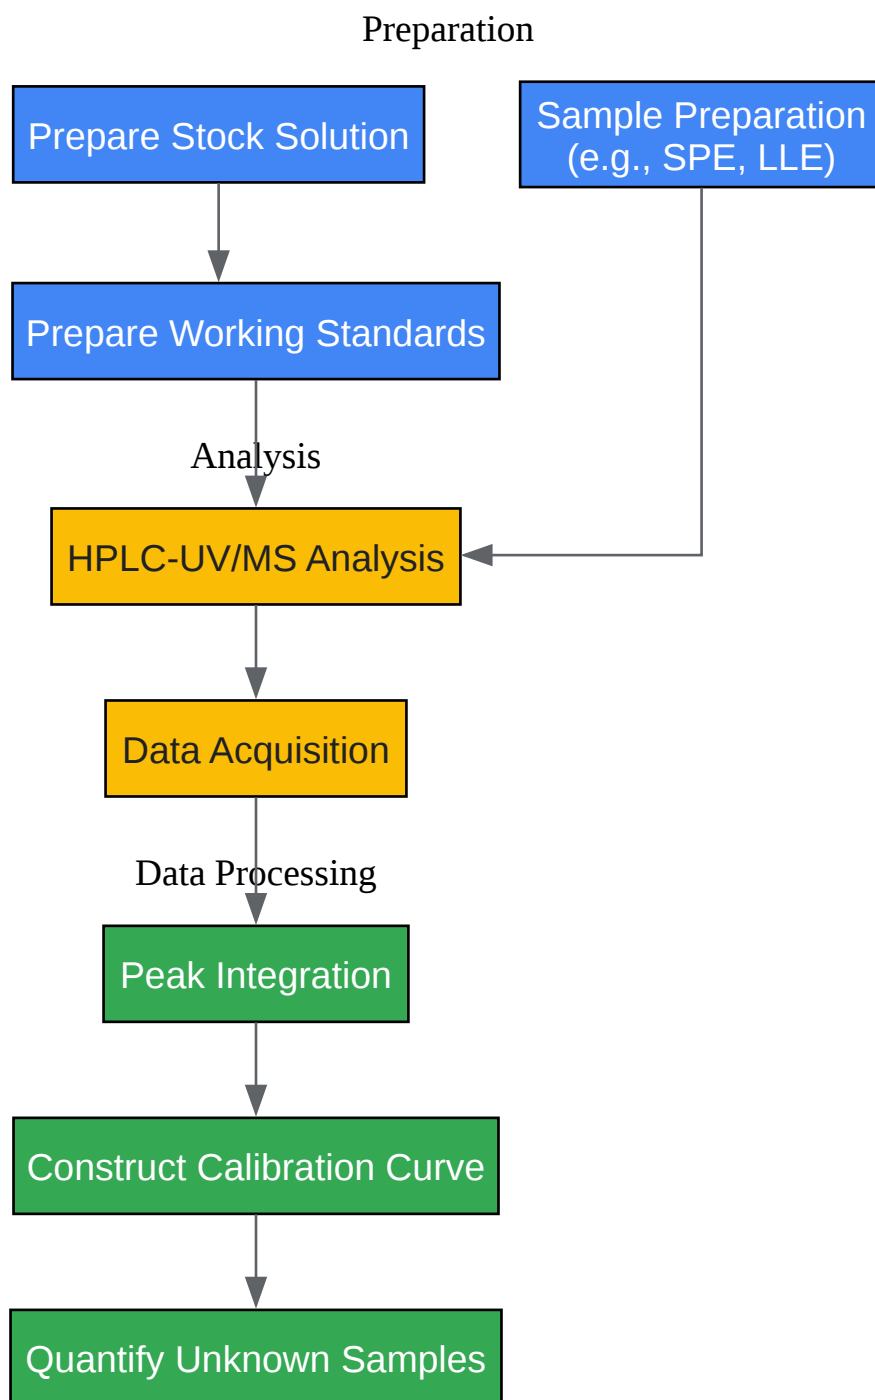 Preparation
Prepare Stock Solution
Sample Preparation
(e.g., SPE, LLE)
Prepare Working Standards
Analysis
HPLC-UV/MS Analysis
Data Acquisition
Data Processing
Peak Integration
Construct Calibration Curve
Quantify Unknown Samples